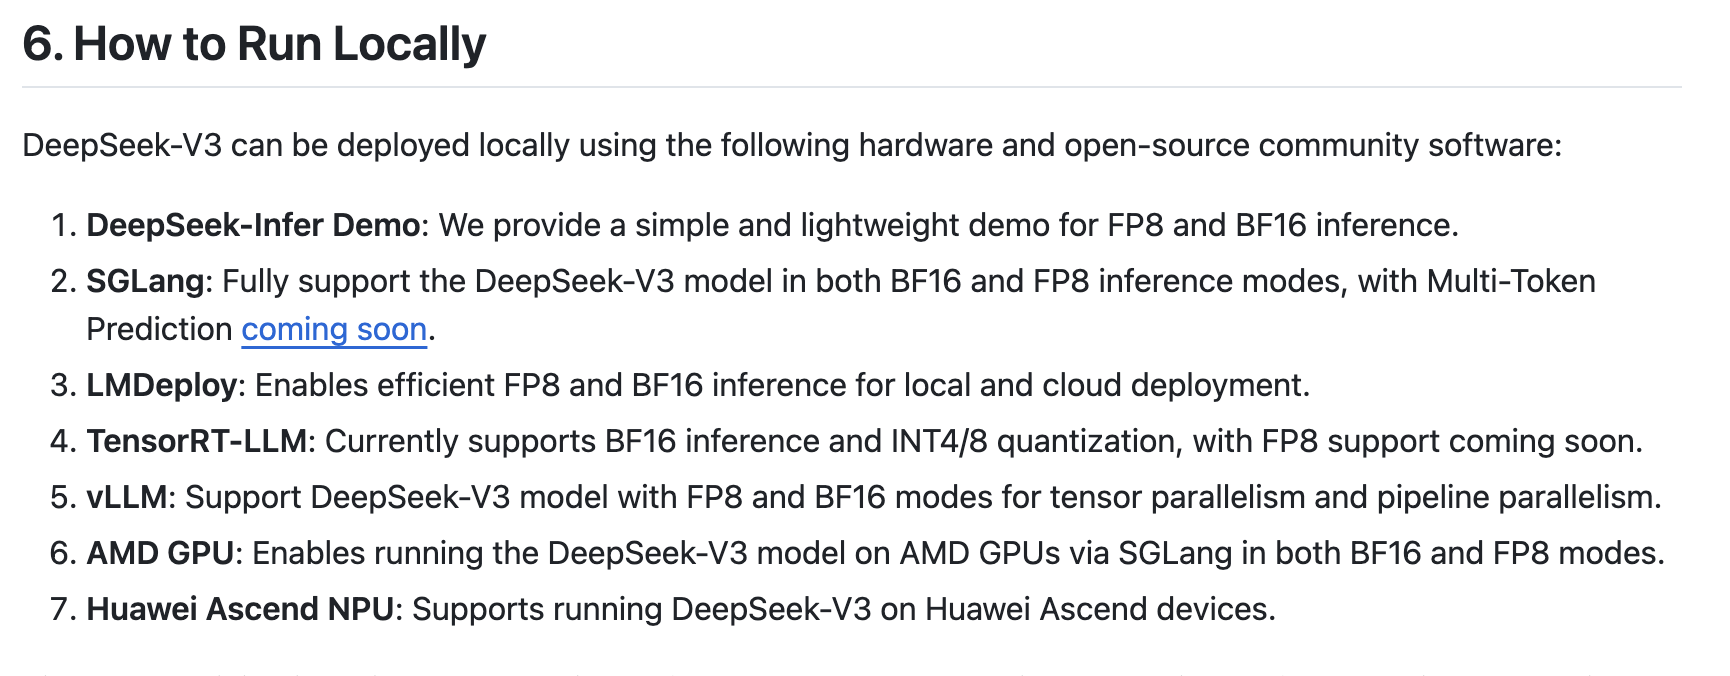 6. How to Run Locally
DeepSeek-V3 can be deployed locally using the following hardware and open-source community software:
1. DeepSeek-Infer Demo: We provide a simple and lightweight demo for FP8 and BF16 inference.
2. SGLang: Fully support the DeepSeek-V3 model in both BF16 and FP8 inference modes, with Multi-Token
Prediction coming soon.
3. LMDeploy: Enables efficient FP8 and BF16 inference for local and cloud deployment.
4. TensorRT-LLM: Currently supports BF16 inference and INT4/8 quantization, with FP8 support coming soon.
5. vLLM: Support DeepSeek-V3 model with FP8 and BF16 modes for tensor parallelism and pipeline parallelism.
6. AMD GPU: Enables running the DeepSeek-V3 model on AMD GPUs via SGLang in both BF16 and FP8 modes.
7. Huawei Ascend NPU: Supports running DeepSeek-V3 on Huawei Ascend devices.